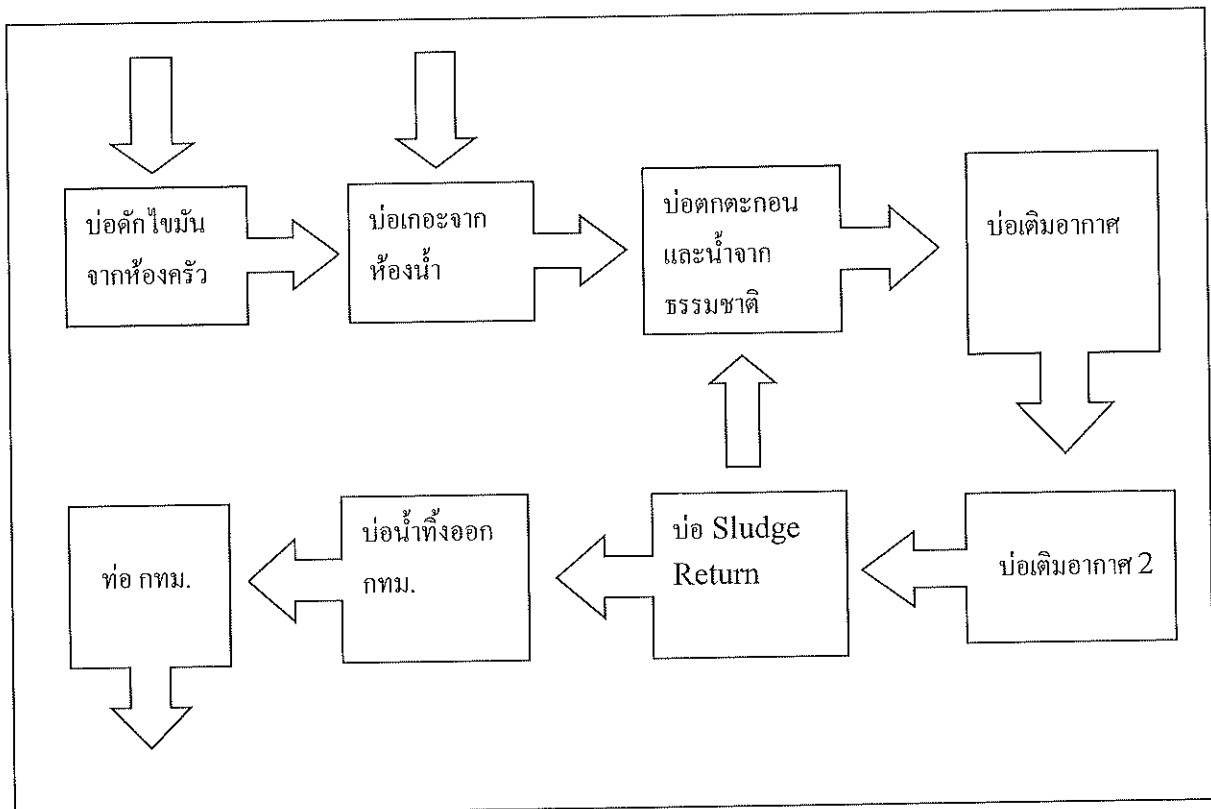 บ่อดักไขมัน
จากห้องครัว
บ่อเกอะจาก
ห้องน้ำ
บ่อตกตะกอน
และน้ำจาก
ธรรมชาติ
บ่อเติมอากาศ
ท่อ กทม.
บ่อน้ำทิ้งออก
กทม.
บ่อ Sludge
Return
บ่อเติมอากาศ 2